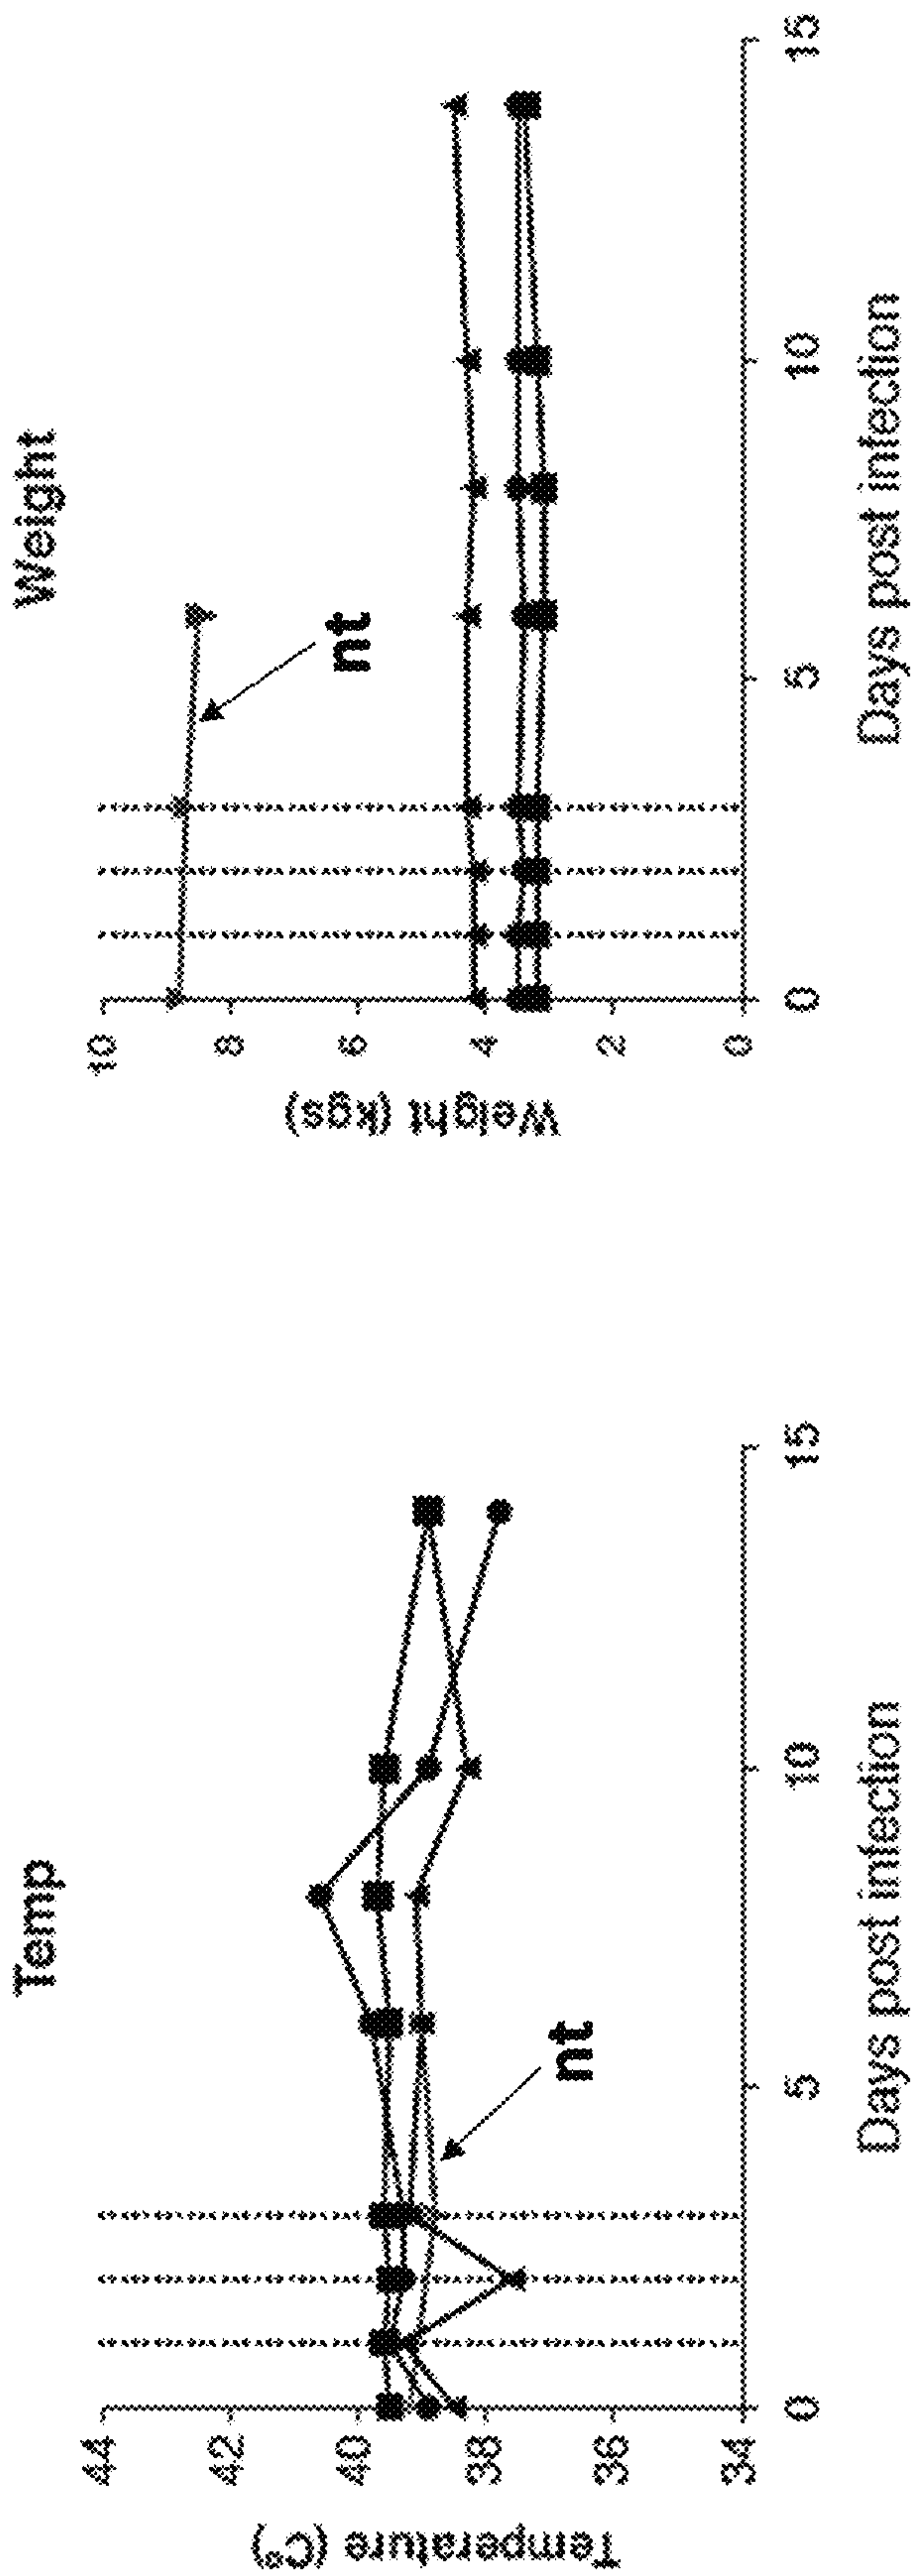 Temp
Temperature (C°)
44
42
40
38
36
34
nt
0
5
10
15
Days post infection
Weight
Weight (kgs)
10
8
6
4
2
0
nt
0
5
10
15
Days post infection